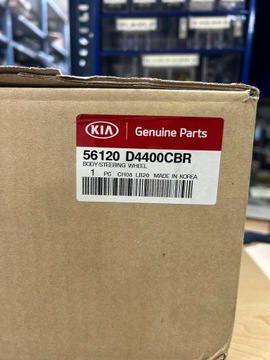 KIA Genuine Parts
56120 D4400CBR
BODY-STEERING WHEEL
1 PC CH08 LB20 MADE IN KOREA